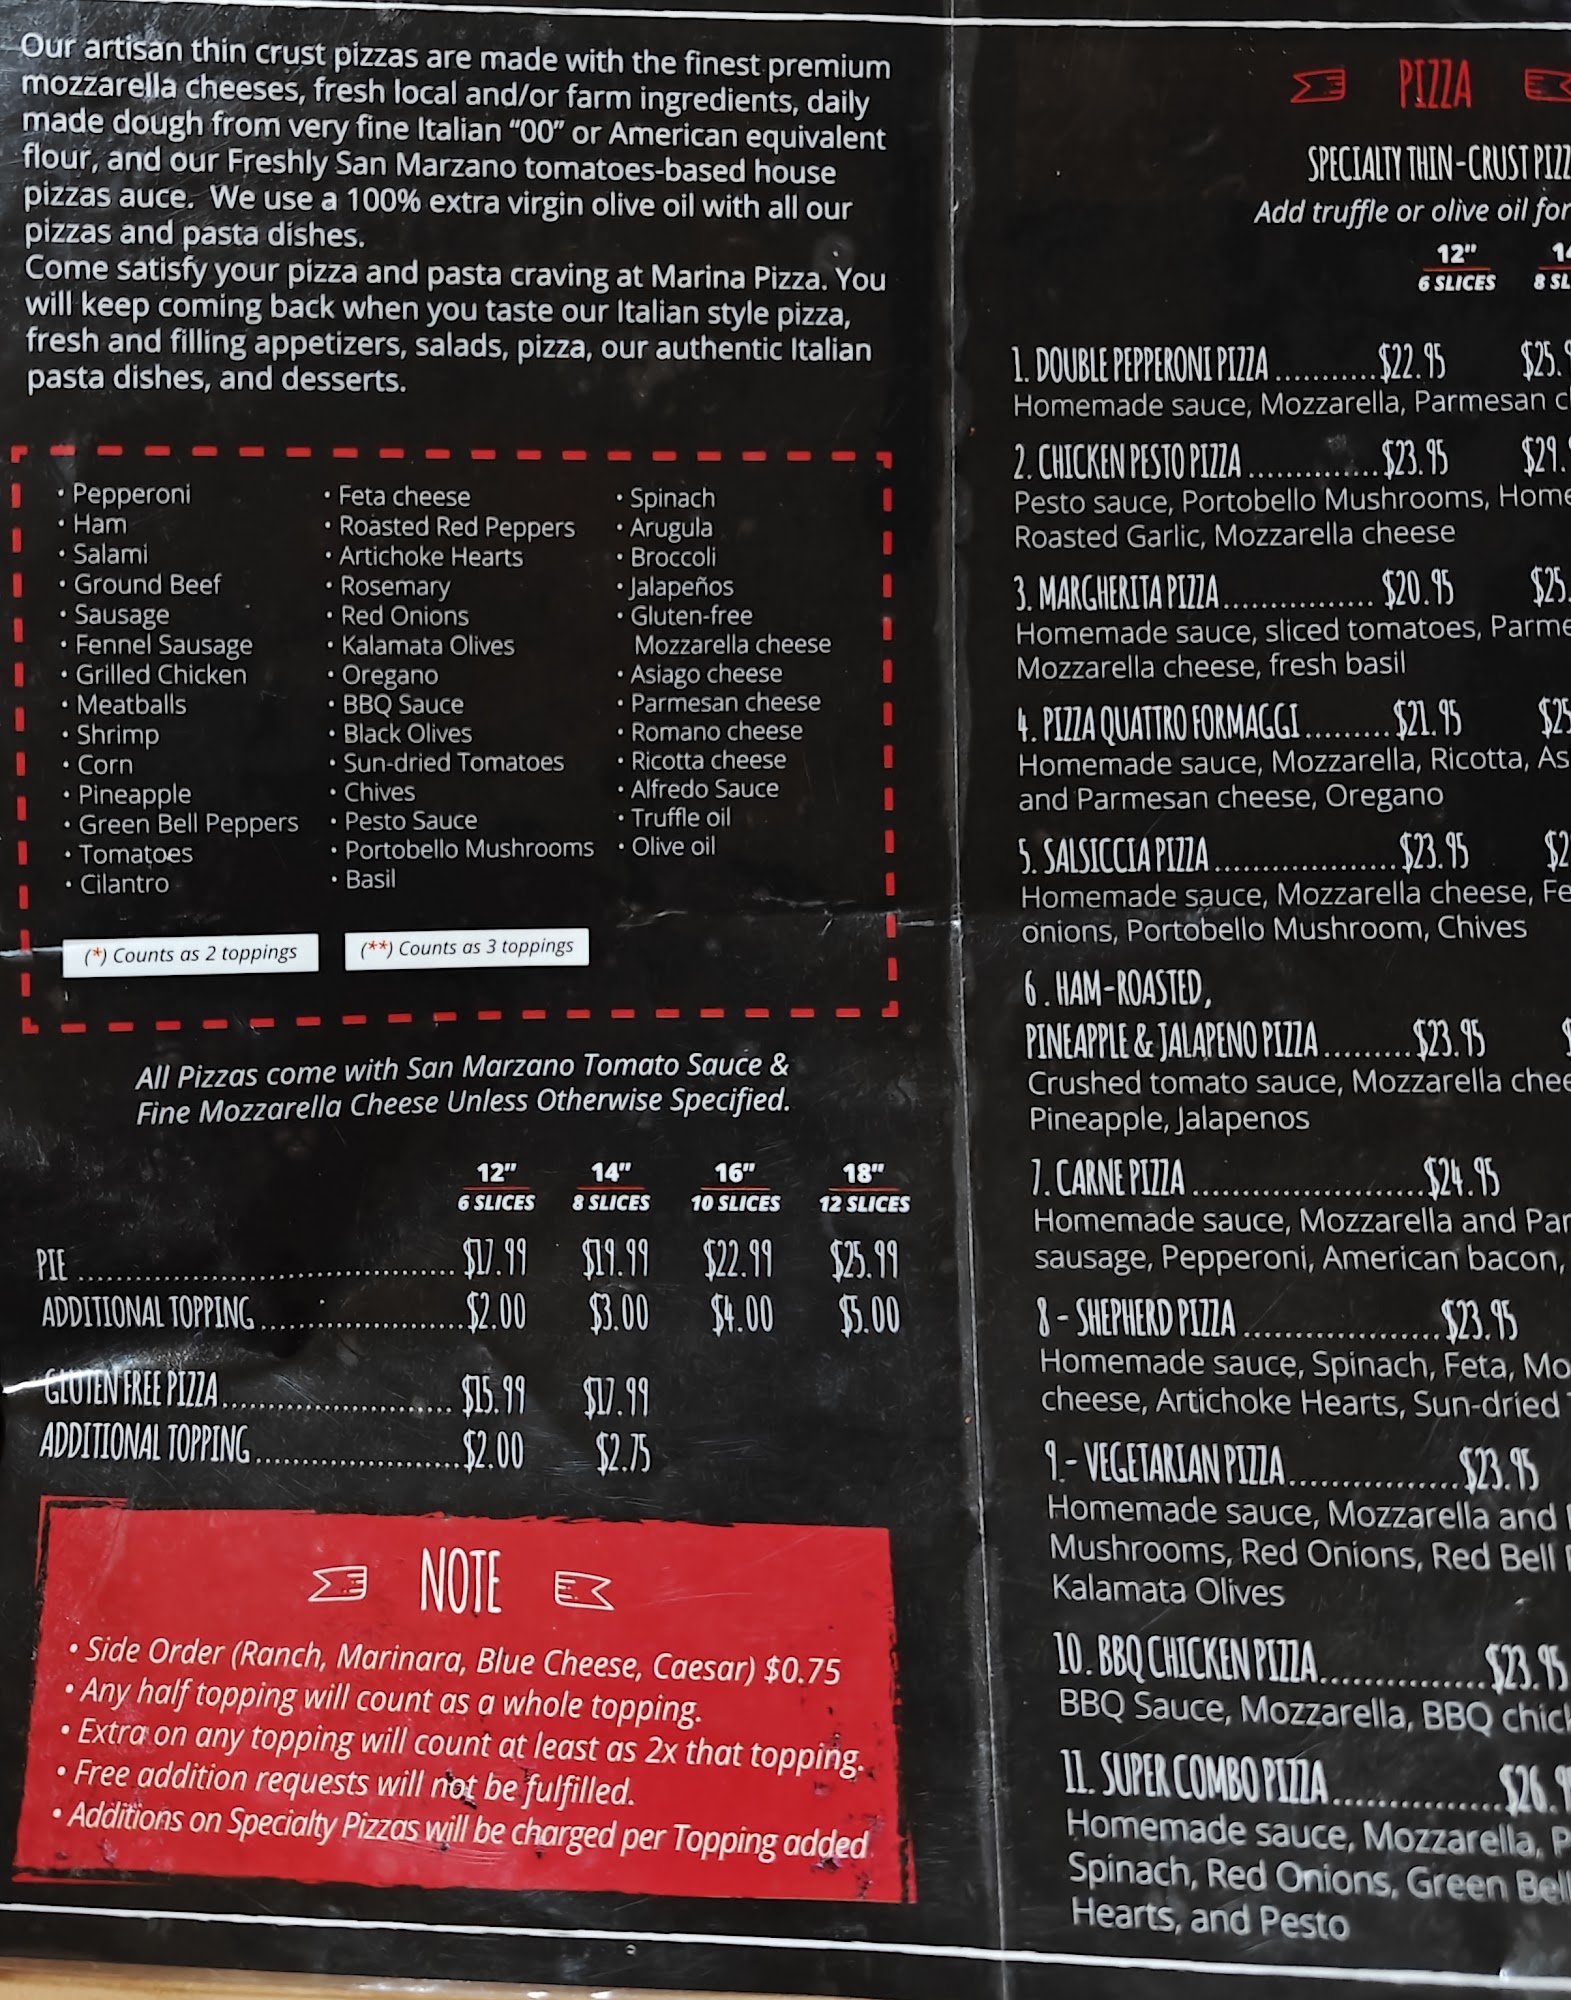 Our artisan thin crust pizzas are made with the finest premium
mozzarella cheeses, fresh local and/or farm ingredients, daily
made dough from very fine Italian “00” or American equivalent
flour, and our Freshly San Marzano tomatoes-based house
pizzas auce. We use a 100% extra virgin olive oil with all our
pizzas and pasta dishes.
Come satisfy your pizza and pasta craving at Marina Pizza. You
will keep coming back when you taste our Italian style pizza,
fresh and filling appetizers, salads, pizza, our authentic Italian
pasta dishes, and desserts.
• Pepperoni
• Ham
• Salami
• Ground Beef
• Sausage
• Fennel Sausage
• Grilled Chicken
• Meatballs
• Shrimp
• Corn
• Pineapple
• Green Bell Peppers
• Tomatoes
• Cilantro
• Feta cheese
• Roasted Red Peppers
• Artichoke Hearts
• Rosemary
• Red Onions
• Kalamata Olives
• Oregano
• BBQ Sauce
• Black Olives
• Sun-dried Tomatoes
• Chives
• Pesto Sauce
• Portobello Mushrooms
• Basil
• Spinach
• Arugula
• Broccoli
• Jalapeños
• Gluten-free
Mozzarella cheese
• Asiago cheese
• Parmesan cheese
• Romano cheese
• Ricotta cheese
• Alfredo Sauce
• Truffle oil
• Olive oil
(*) Counts as 2 toppings
(**) Counts as 3 toppings
All Pizzas come with San Marzano Tomato Sauce &
Fine Mozzarella Cheese Unless Otherwise Specified.
12" 14" 16" 18"
6 SLICES 8 SLICES 10 SLICES 12 SLICES
PIE $17.99 $19.99 $22.99 $25.99
ADDITIONAL TOPPING $2.00 $3.00 $4.00 $5.00
GLUTEN FREE PIZZA $15.99 $17.99
ADDITIONAL TOPPING $2.00 $2.75
NOTE
• Side Order (Ranch, Marinara, Blue Cheese, Caesar) $0.75
• Any half topping will count as a whole topping.
• Extra on any topping will count at least as 2x that topping.
• Free addition requests will not be fulfilled.
• Additions on Specialty Pizzas will be charged per Topping added
PIZZA
SPECIALTY THIN-CRUST
Add truffle or olive oil for
12"
6 SLICES 8
1. DOUBLE PEPPERONI PIZZA $22.95
Homemade sauce, Mozzarella, Parmesan
2. CHICKEN PESTO PIZZA $23.95
Pesto sauce, Portobello Mushrooms,
Roasted Garlic, Mozzarella cheese
3. MARGHERITA PIZZA $20.95
Homemade sauce, sliced tomatoes,
Mozzarella cheese, fresh basil
4. PIZZA QUATTRO FORMAGGI $21.95
Homemade sauce, Mozzarella, Ricotta,
and Parmesan cheese, Oregano
5. SALSICCIA PIZZA $23.95
Homemade sauce, Mozzarella cheese,
onions, Portobello Mushroom, Chives
6. HAM-ROASTED,
PINEAPPLE & JALAPENO PIZZA $23.95
Crushed tomato sauce, Mozzarella
Pineapple, Jalapenos
7. CARNE PIZZA $24.95
Homemade sauce, Mozzarella and
sausage, Pepperoni, American bacon,
8 - SHEPHERD PIZZA $23.95
Homemade sauce, Spinach, Feta,
cheese, Artichoke Hearts, Sun-dried
9.- VEGETARIAN PIZZA $23.95
Homemade sauce, Mozzarella and
Mushrooms, Red Onions, Red Bell
Kalamata Olives
10. BBQ CHICKEN PIZZA $23.95
BBQ Sauce, Mozzarella, BBQ
11. SUPER COMBO PIZZA
Homemade sauce, Mozzarella,
Spinach, Red Onions, Green Bell
Hearts, and Pesto